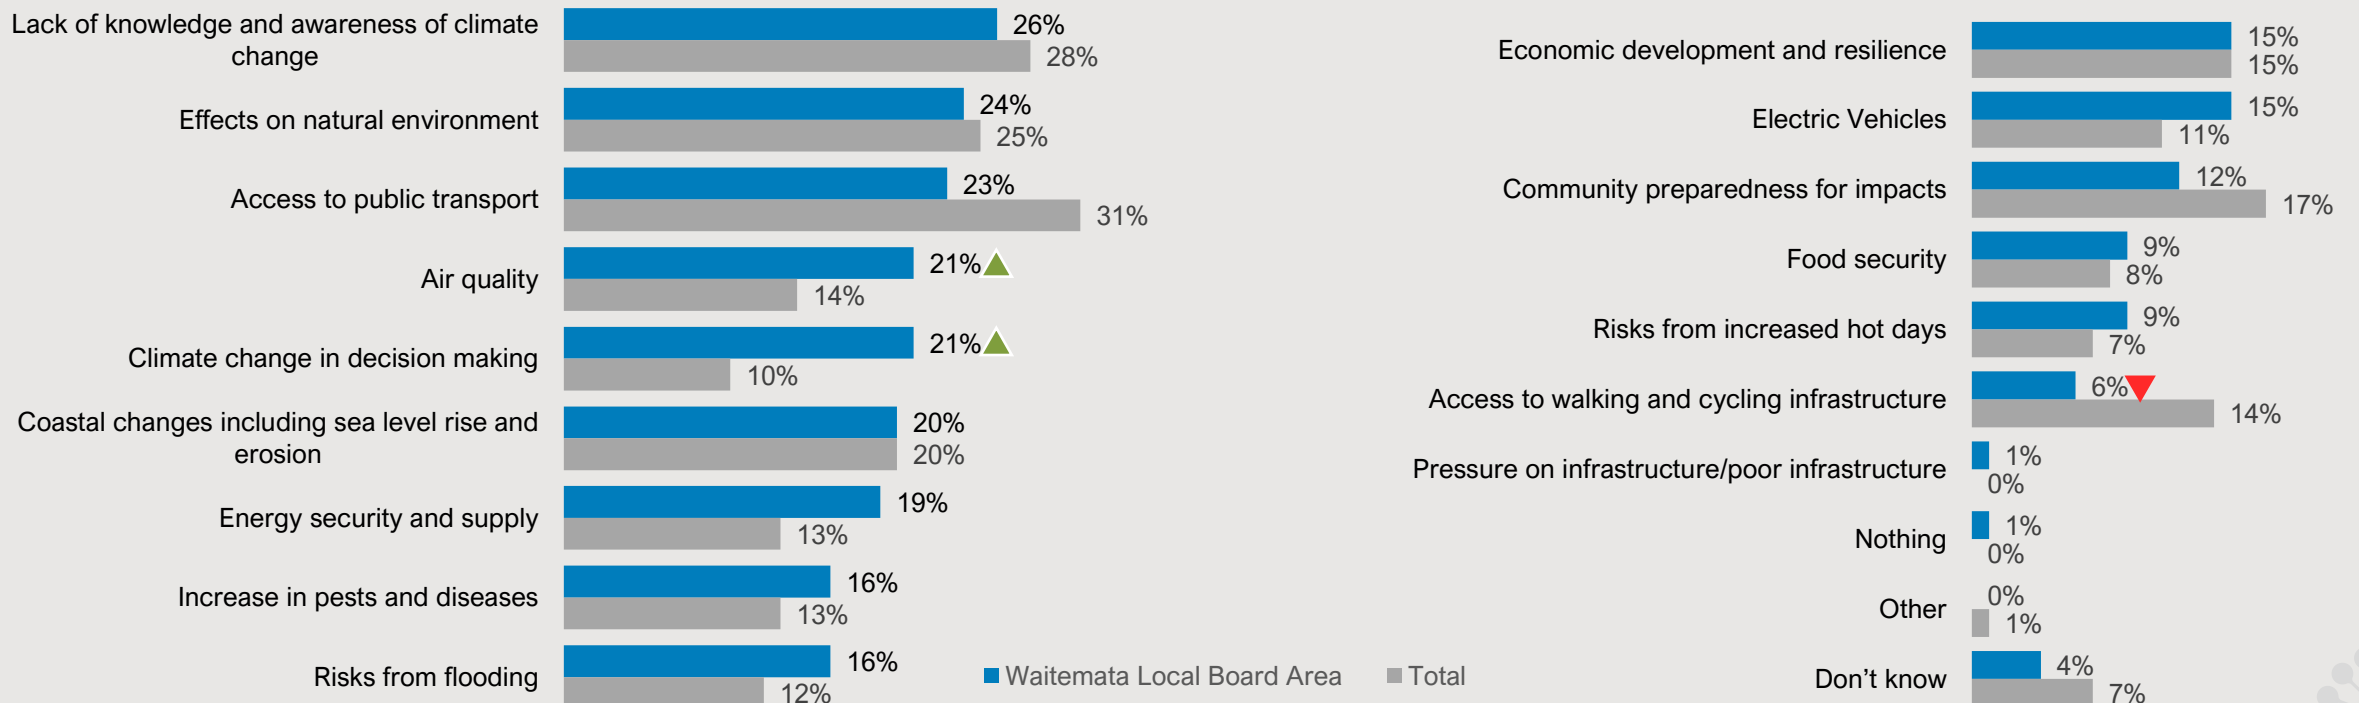 Lack of knowledge and awareness of climate
change
26%
28%
Effects on natural environment
24%
25%
Access to public transport
23%
31%
Air quality
21%
14%
Climate change in decision making
21%
10%
Coastal changes including sea level rise and
erosion
20%
20%
Energy security and supply
19%
13%
Increase in pests and diseases
16%
13%
Risks from flooding
16%
12%
Waitemata Local Board Area
Total
Economic development and resilience
15%
15%
Electric Vehicles
15%
11%
Community preparedness for impacts
12%
17%
Food security
9%
8%
Risks from increased hot days
9%
7%
Access to walking and cycling infrastructure
6%
14%
Pressure on infrastructure/poor infrastructure
1%
0%
Nothing
1%
0%
Other
0%
1%
Don’t know
4%
7%